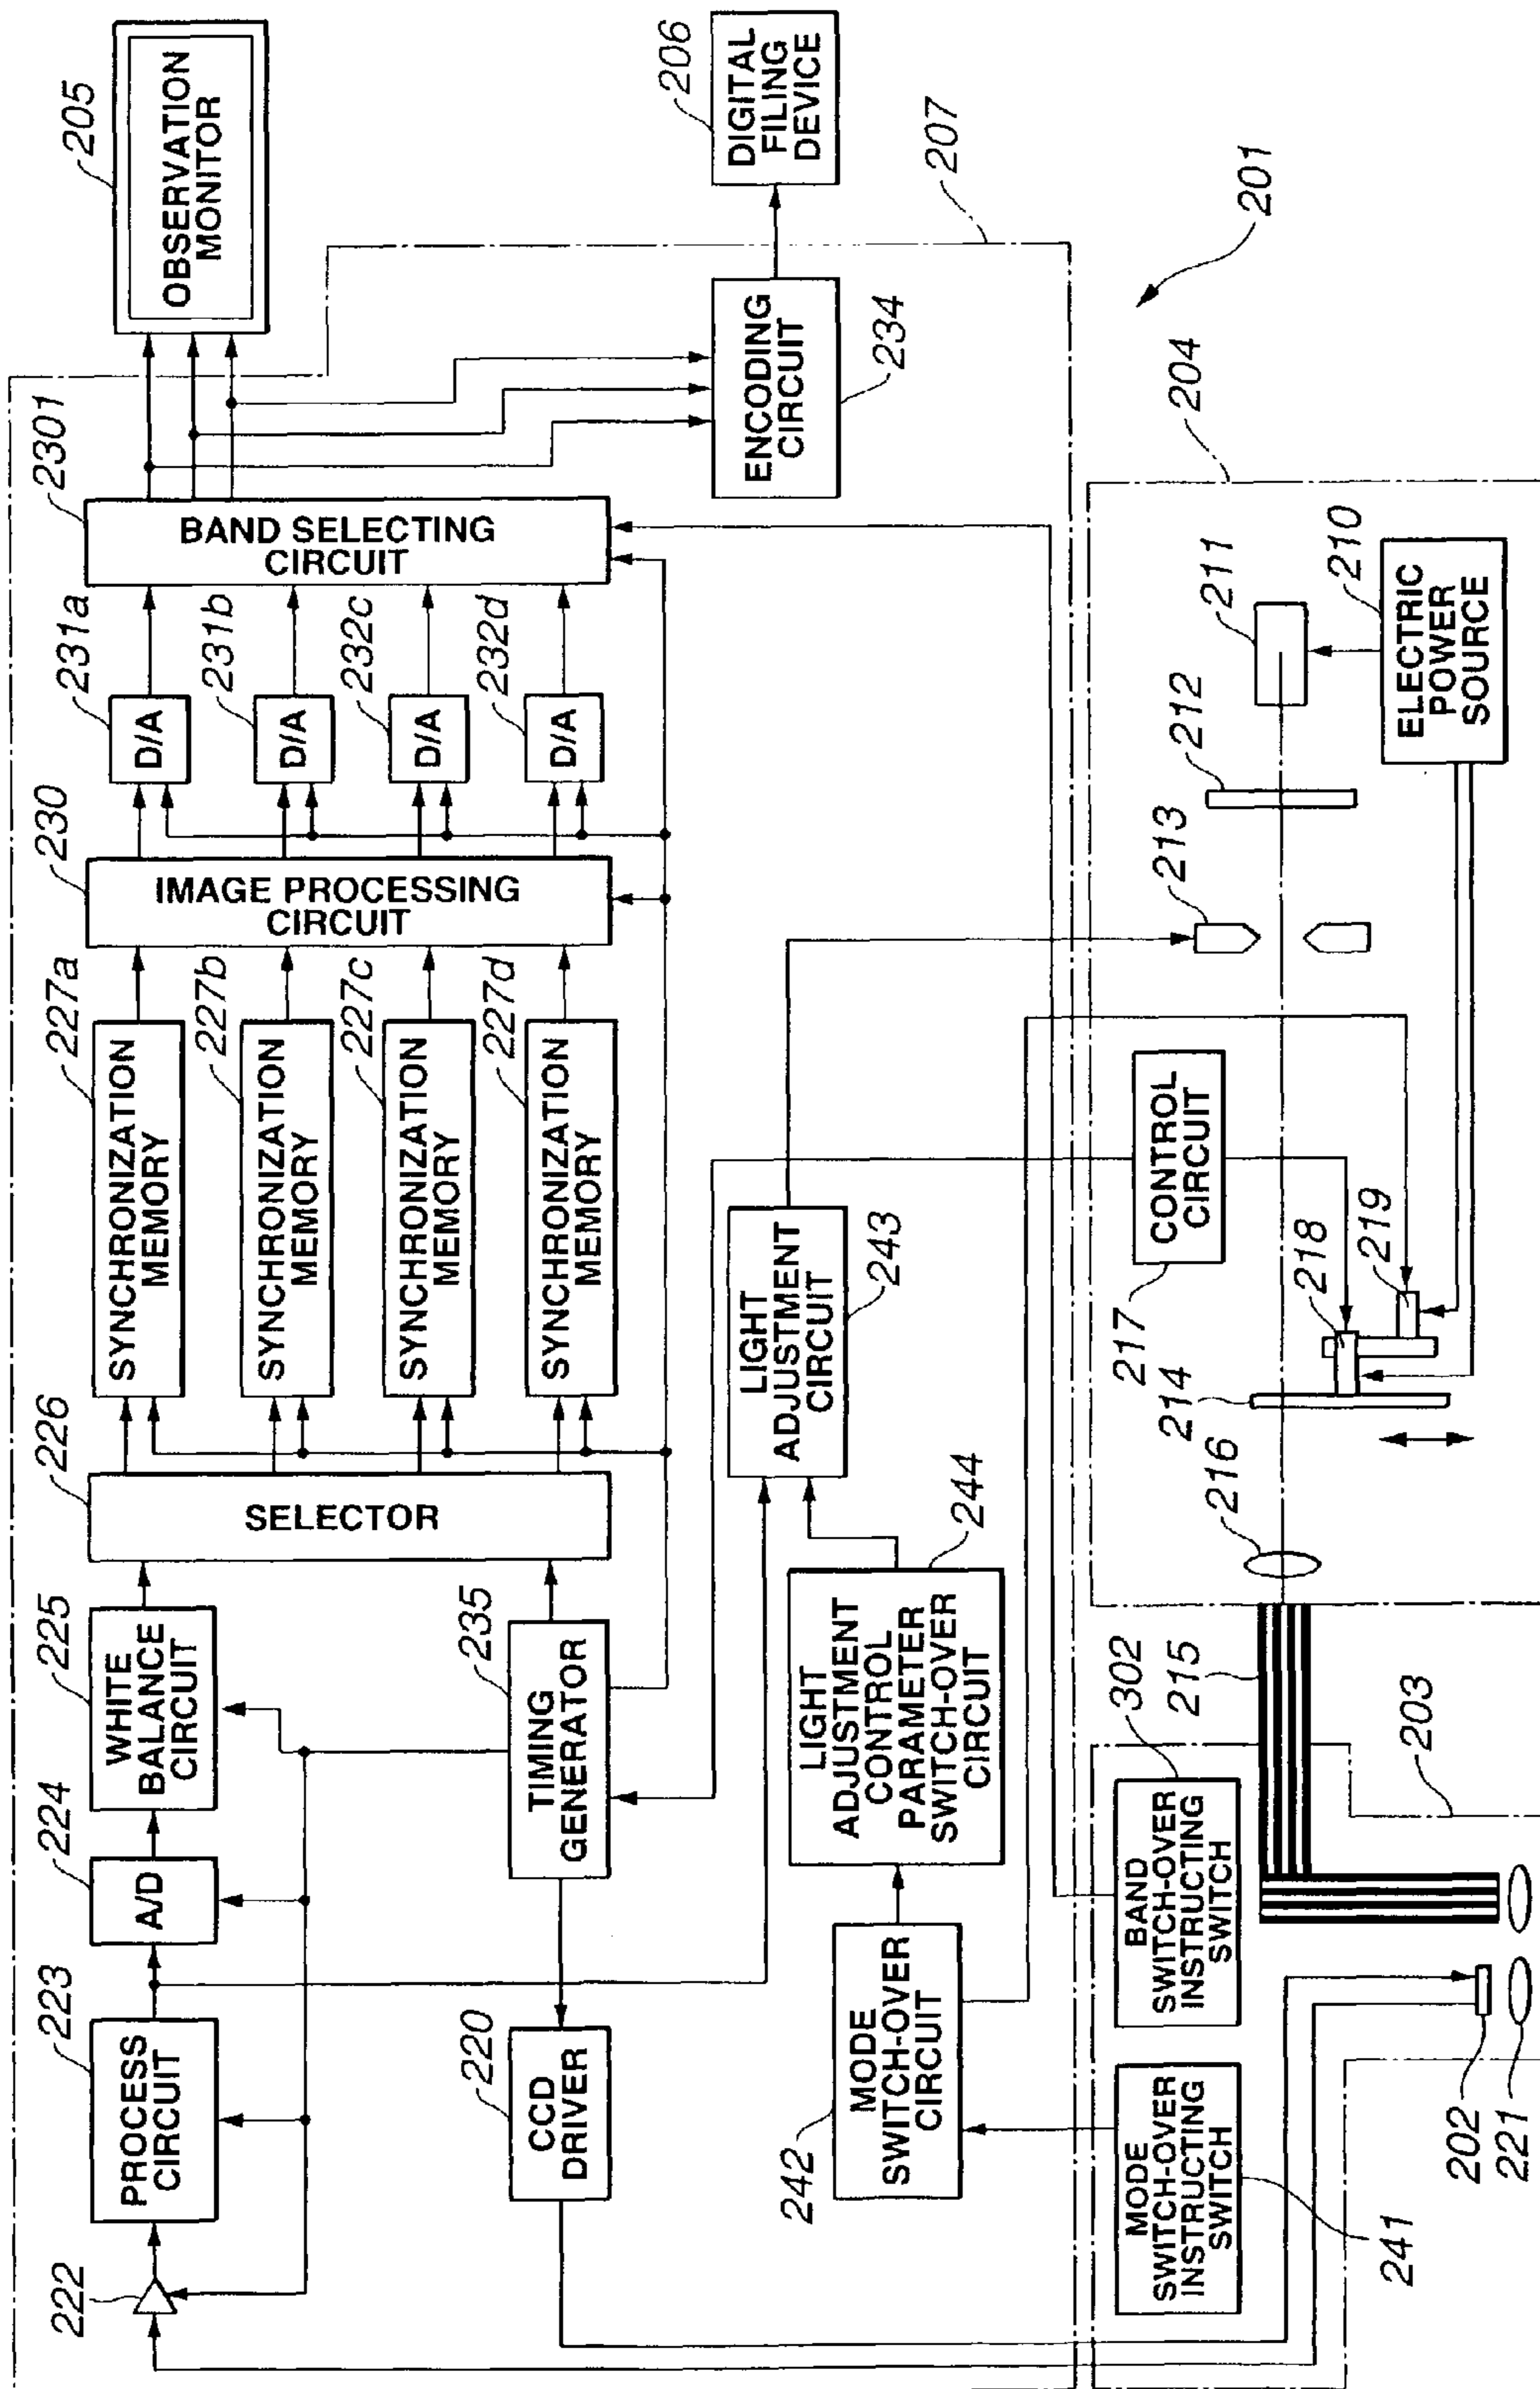 222
223
PROCESS
CIRCUIT
224
A/D
225
WHITE
BALANCE
CIRCUIT
226
SELECTOR
227a
SYNCHRONIZATION
MEMORY
227b
SYNCHRONIZATION
MEMORY
227c
SYNCHRONIZATION
MEMORY
227d
SYNCHRONIZATION
MEMORY
230
IMAGE PROCESSING
CIRCUIT
231a
D/A
231b
D/A
232c
D/A
232d
D/A
2301
BAND SELECTING
CIRCUIT
205
OBSERVATION
MONITOR
220
CCD
DRIVER
235
TIMING
GENERATOR
ENCODING
CIRCUIT
234
206
DIGITAL
FILING
DEVICE
207
242
MODE
SWITCH-OVER
CIRCUIT
LIGHT
ADJUSTMENT
CONTROL
PARAMETER
SWITCH-OVER
CIRCUIT
244
LIGHT
ADJUSTMENT
CIRCUIT
243
201
MODE
SWITCH-OVER
INSTRUCTING
SWITCH
241
BAND
SWITCH-OVER
INSTRUCTING
SWITCH
302
203
202
221
215
216
214
217
CONTROL
CIRCUIT
218
219
213
212
211
210
ELECTRIC
POWER
SOURCE
204